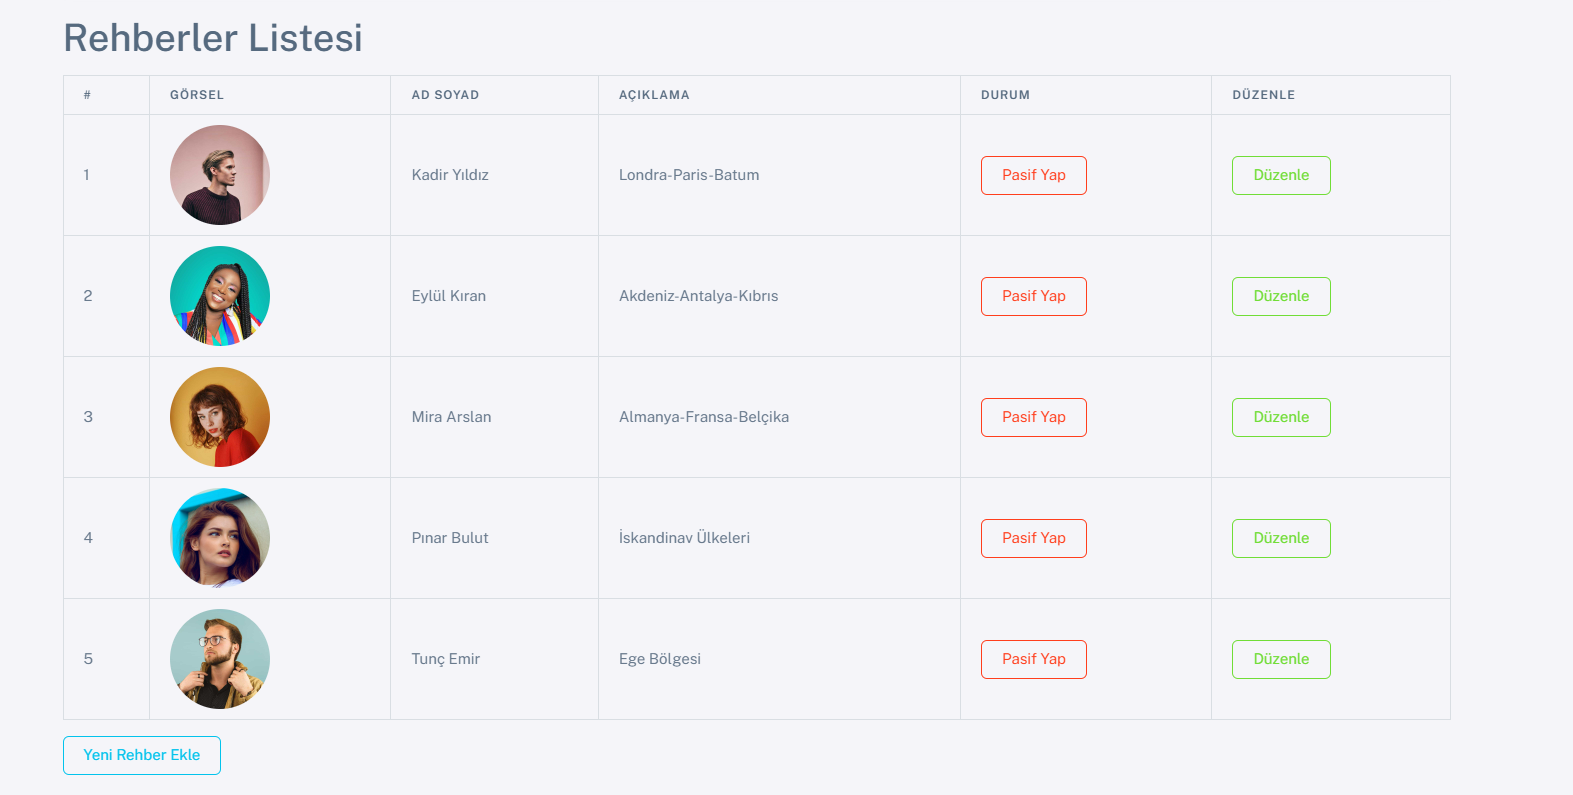 Rehberler Listesi
# GÖRSEL AD SOYAD AÇIKLAMA DURUM DÜZENLE
1 Kadir Yıldız Londra-Paris-Batum Pasif Yap Düzenle
2 Eylül Kıran Akdeniz-Antalya-Kıbrıs Pasif Yap Düzenle
3 Mira Arslan Almanya-Fransa-Belçika Pasif Yap Düzenle
4 Pınar Bulut İskandinav Ülkeleri Pasif Yap Düzenle
5 Tunç Emir Ege Bölgesi Pasif Yap Düzenle
Yeni Rehber Ekle